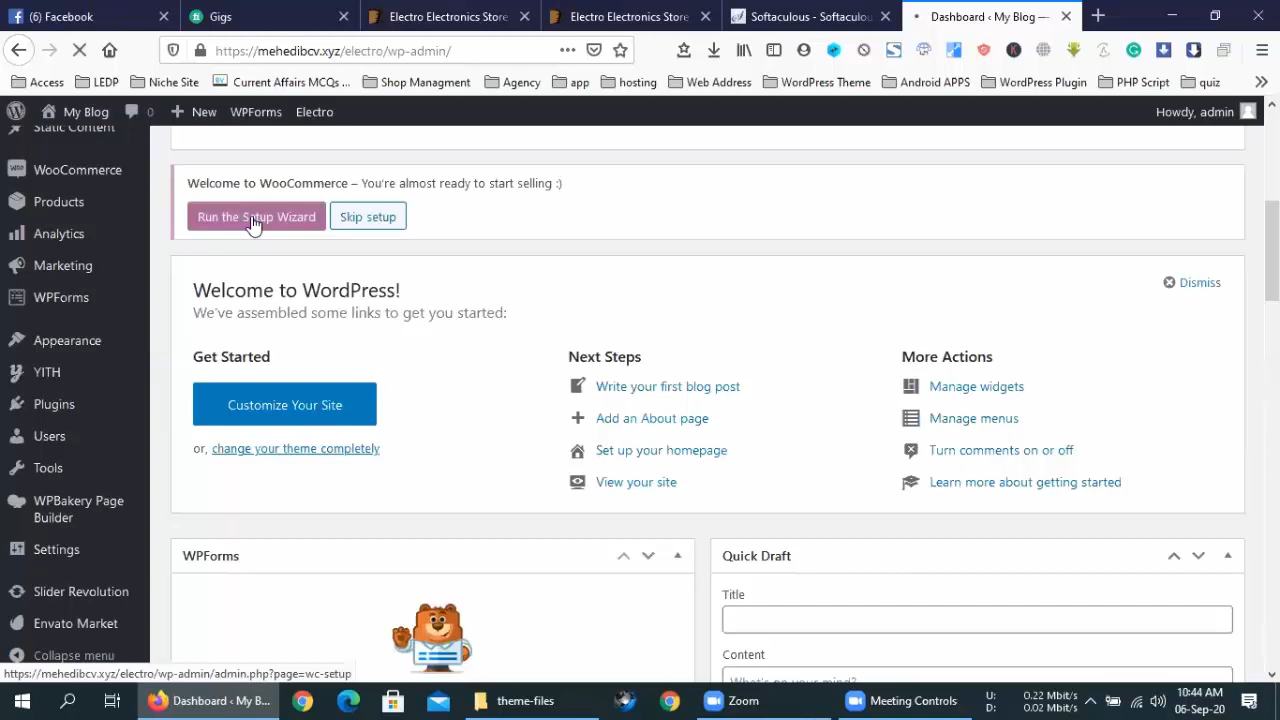 (6) Facebook
Gigs
Electro Electronics Store
Electro Electronics Store
Softaculous - Softaculou
Dashboard ‹ My Blog —
https://mehedibcv.xyz/electro/wp-admin/
Access
LEDP
Niche Site
Current Affairs MCQs ...
Shop Managment
Agency
app
hosting
Web Address
WordPress Theme
Android APPS
WordPress Plugin
PHP Script
quiz
My Blog
0
New
WPForms
Electro
Howdy, admin
Static Content
WooCommerce
Products
Analytics
Marketing
WPForms
Appearance
YITH
Plugins
Users
Tools
WPBakery Page
Builder
Settings
Slider Revolution
Envato Market
Collapse menu
Welcome to WooCommerce – You're almost ready to start selling :)
Run the Setup Wizard
Skip setup
Welcome to WordPress!
Dismiss
We've assembled some links to get you started:
Get Started
Customize Your Site
or, change your theme completely
Next Steps
Write your first blog post
Add an About page
Set up your homepage
View your site
More Actions
Manage widgets
Manage menus
Turn comments on or off
Learn more about getting started
WPForms
Quick Draft
Title
Content
What's on your mind?
https://mehedibcv.xyz/electro/wp-admin/admin.php?page=wc-setup
Dashboard ‹ My B...
theme-files
Zoom
Meeting Controls
U: 0.22 Mbit/s
D: 0.02 Mbit/s
10:44 AM
06-Sep-20